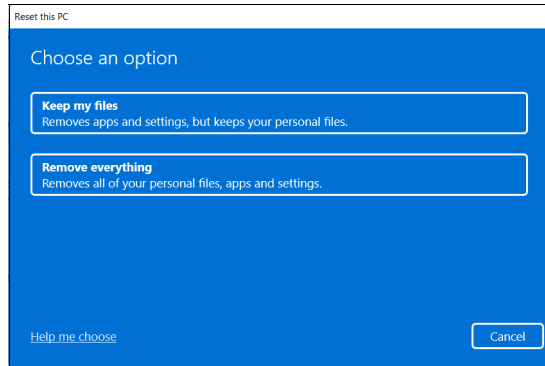 Reset this PC
Choose an option
Keep my files
Removes apps and settings, but keeps your personal files.
Remove everything
Removes all of your personal files, apps and settings.
Help me choose
Cancel